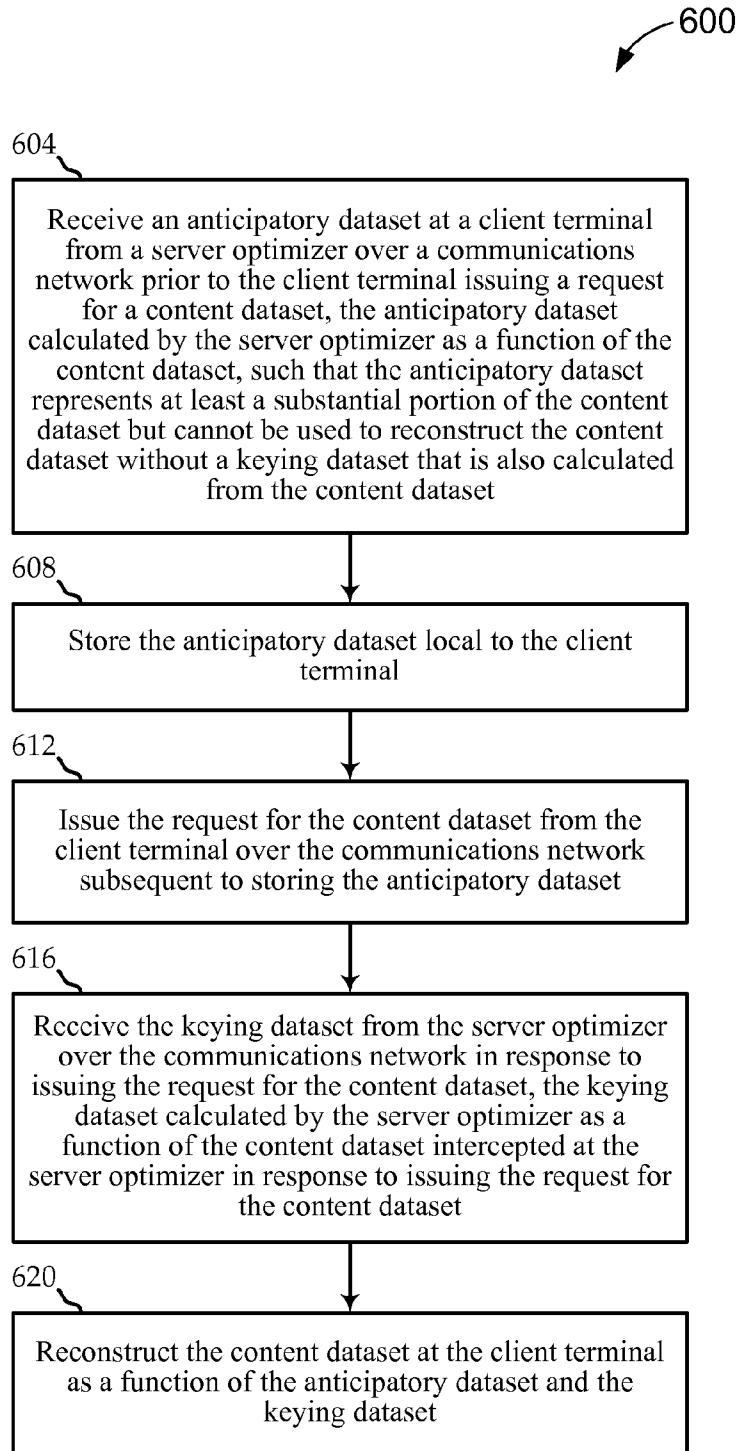 600
604
Receive an anticipatory dataset at a client terminal
from a server optimizer over a communications
network prior to the client terminal issuing a request
for a content dataset, the anticipatory dataset
calculated by the server optimizer as a function of the
content dataset, such that the anticipatory dataset
represents at least a substantial portion of the content
dataset but cannot be used to reconstruct the content
dataset without a keying dataset that is also calculated
from the content dataset
608
Store the anticipatory dataset local to the client
terminal
612
Issue the request for the content dataset from the
client terminal over the communications network
subsequent to storing the anticipatory dataset
616
Receive the keying dataset from the server optimizer
over the communications network in response to
issuing the request for the content dataset, the keying
dataset calculated by the server optimizer as a
function of the content dataset intercepted at the
server optimizer in response to issuing the request for
the content dataset
620
Reconstruct the content dataset at the client terminal
as a function of the anticipatory dataset and the
keying dataset